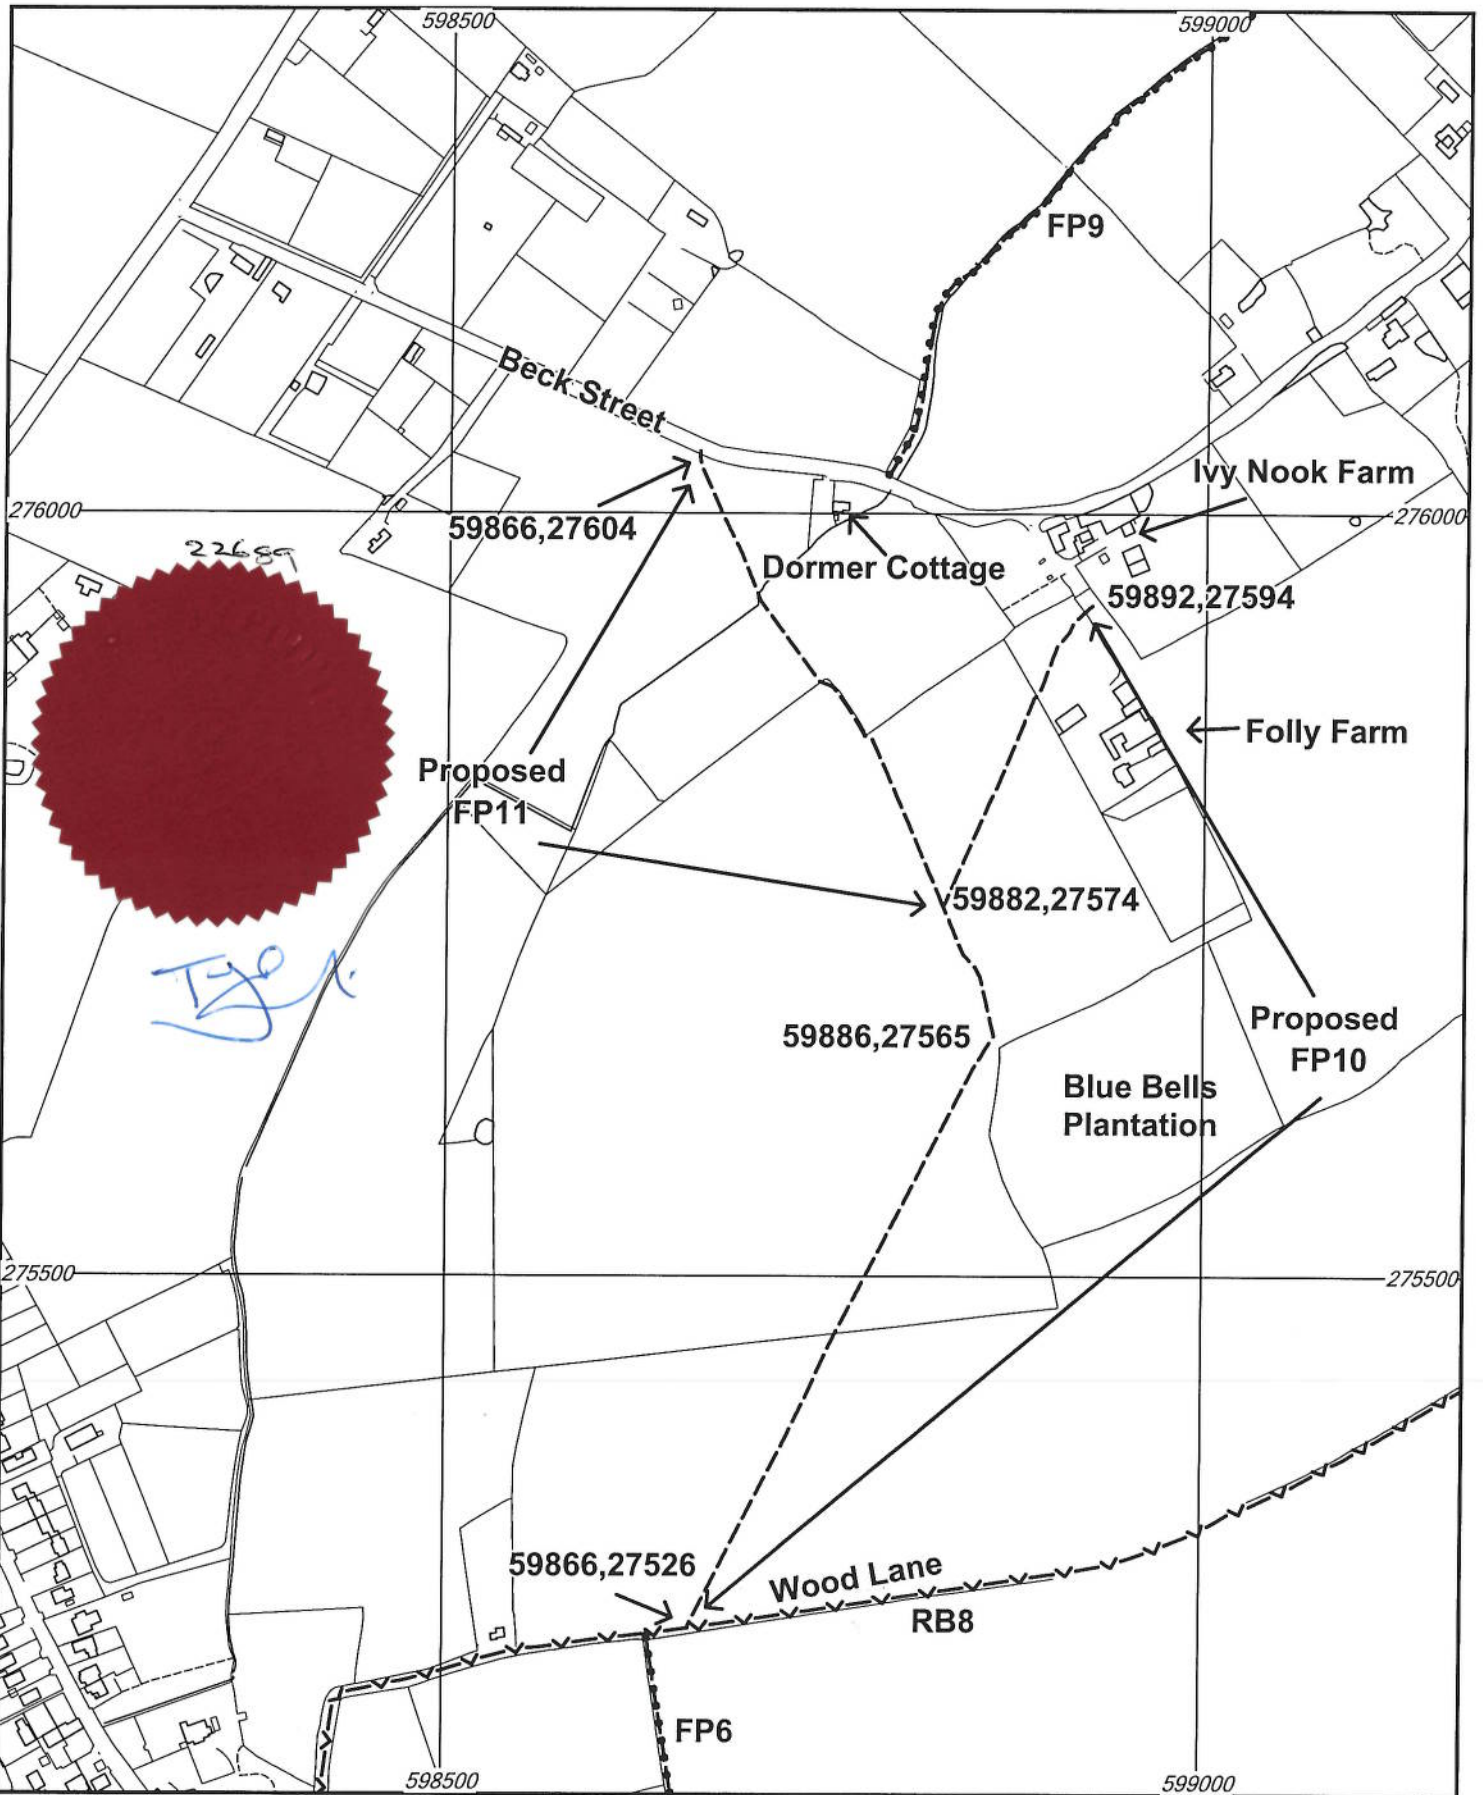 598500
599000
FP9
Beck Street
Ivy Nook Farm
276000
276000
59866,27604
22689
Dormer Cottage
59892,27594
Folly Farm
Proposed
FP11
59882,27574
59886,27565
Proposed
FP10
Blue Bells
Plantation
275500
275500
59866,27526
Wood Lane
RB8
FP6
598500
599000